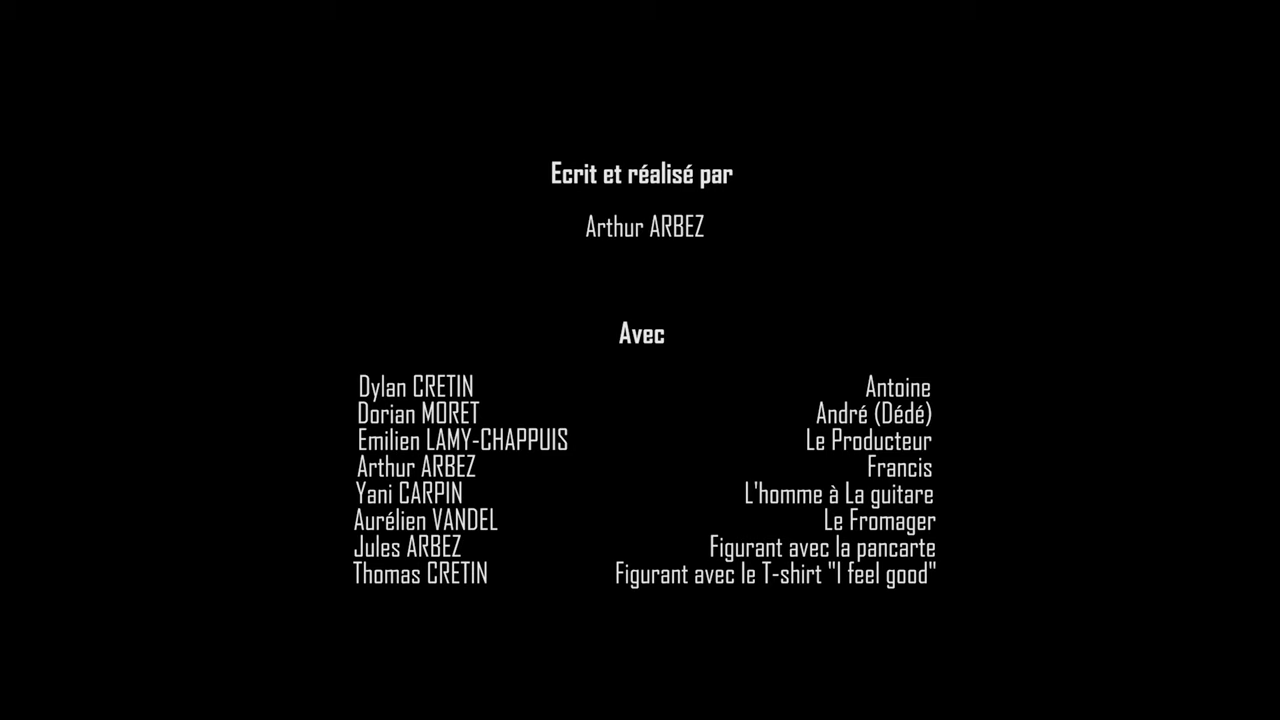 Ecrit et réalisé par
Arthur ARBEZ
Avec
Dylan CRETIN Antoine
Dorian MORET André (Dédé)
Emilien LAMY-CHAPPUIS Le Producteur
Arthur ARBEZ Francis
Yani CARPIN L'homme à La guitare
Aurélien VANDEL Le Fromager
Jules ARBEZ Figurant avec la pancarte
Thomas CRETIN Figurant avec le T-shirt "I feel good"